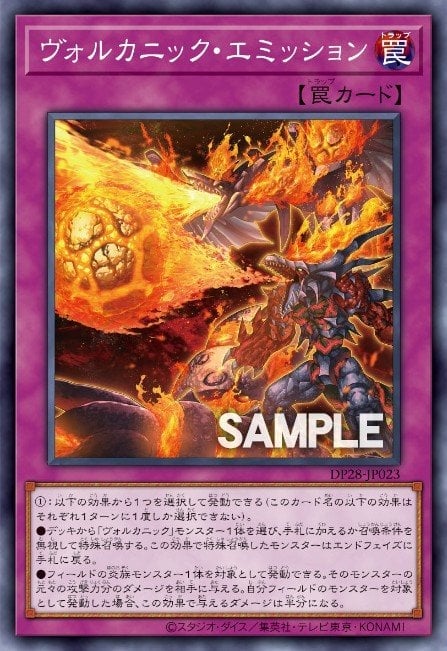 ヴォルカニック・エミッション
トラップ
罠
トラップ
【罠カード】
SAMPLE
DP28-JP023
①:以下の効果から1つを選択して発動できる(このカード名の以下の効果は
それぞれ1ターンに1度しか選択できない)。
●デッキから「ヴォルカニック」モンスター1体を選び、手札に加えるか召喚条件を
無視して特殊召喚する。この効果で特殊召喚したモンスターはエンドフェイズに
手札に戻る。
●フィールドの炎族モンスター1体を対象として発動できる。そのモンスターの
元々の攻撃力分のダメージを相手に与える。自分フィールドのモンスターを対象
として発動した場合、この効果で与えるダメージは半分になる。
©スタジオ・ダイス/集英社・テレビ東京・KONAMI